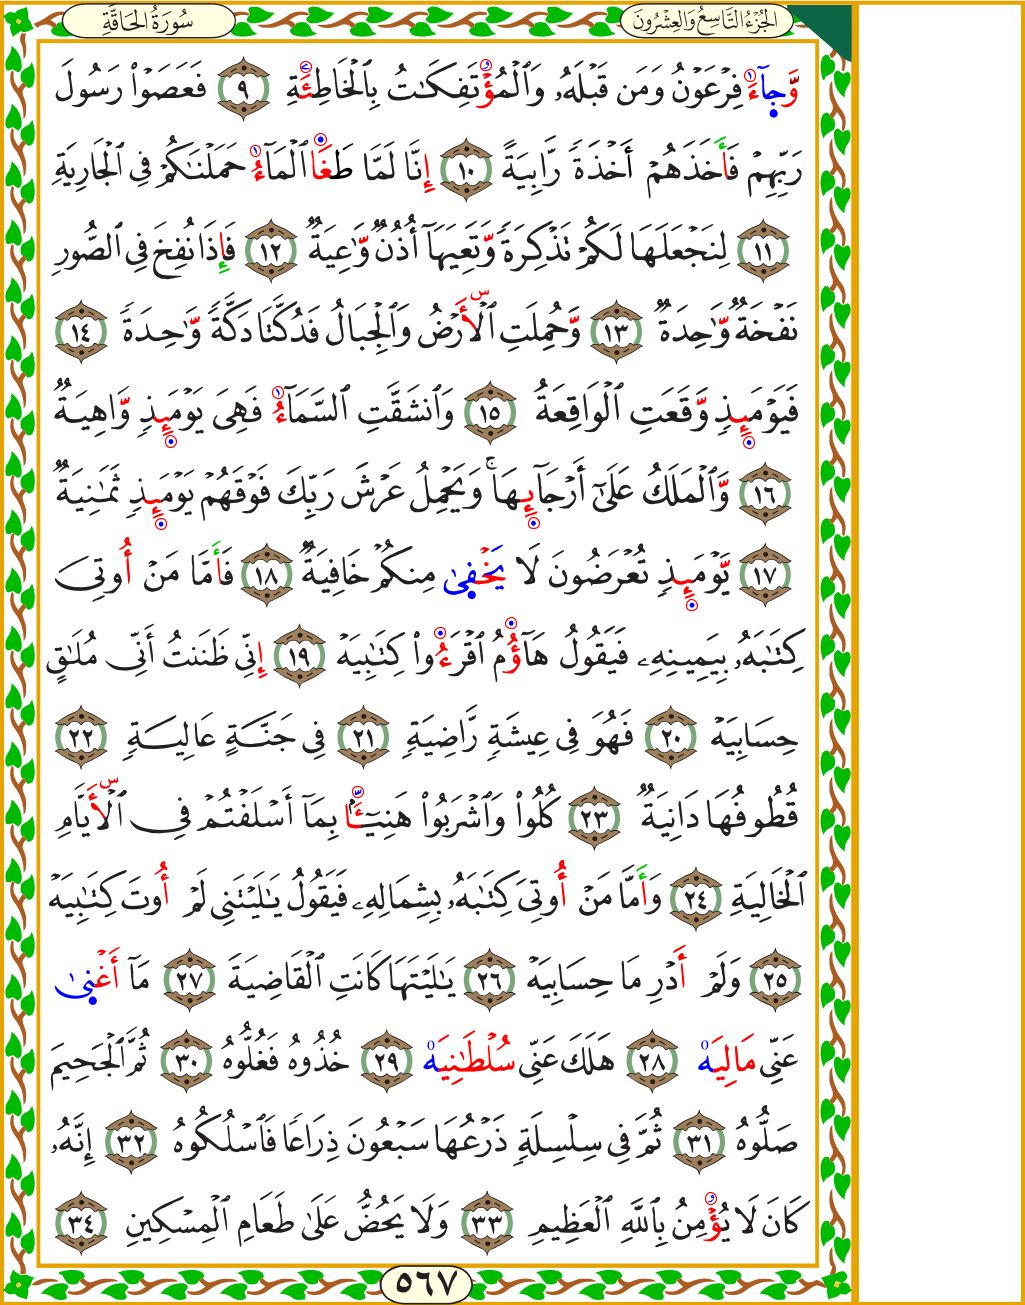 الجُزْءُ التَّاسِعُ وَالعِشْرُونَ
سُورَةُ الحَاقَّةِ
وَّجَآءَ فِرْعَوْنُ وَمَن قَبْلَهُۥ وَٱلْمُؤْتَفِكَـٰتُ بِٱلْخَاطِئَةِ ٩ فَعَصَوْا۟ رَسُولَ
رَبِّهِمْ فَأَخَذَهُمْ أَخْذَةً رَّابِيَةً ١٠ إِنَّا لَمَّا طَغَا ٱلْمَآءُ حَمَلْنَـٰكُمْ فِى ٱلْجَارِيَةِ
١١ لِنَجْعَلَهَا لَكُمْ تَذْكِرَةً وَّتَعِيَهَآ أُذُنٌ وَّٰعِيَةٌ ١٢ فَإِذَا نُفِخَ فِى ٱلصُّورِ
نَفْخَةٌ وَّٰحِدَةٌ ١٣ وَّحُمِلَتِ ٱلْأَرْضُ وَٱلْجِبَالُ فَدُكَّتَا دَكَّةً وَّٰحِدَةً ١٤
فَيَوْمَئِذٍ وَّقَعَتِ ٱلْوَاقِعَةُ ١٥ وَٱنشَقَّتِ ٱلسَّمَآءُ فَهِىَ يَوْمَئِذٍ وَّاهِيَةٌ
١٦ وَّٱلْمَلَكُ عَلَىٰٓ أَرْجَآئِهَا ۚ وَيَحْمِلُ عَرْشَ رَبِّكَ فَوْقَهُمْ يَوْمَئِذٍ ثَمَـٰنِيَةٌ
١٧ يَّوْمَئِذٍ تُعْرَضُونَ لَا يَخْفِىٰ مِنكُمْ خَافِيَةٌ ١٨ فَأَمَّا مَنْ أُوتِىَ
كِتَـٰبَهُۥ بِيَمِينِهِۦ فَيَقُولُ هَآؤُمُ ٱقْرَءُوا۟ كِتَـٰبِيَهْ ١٩ إِنِّى ظَنَنتُ أَنِّى مُلَـٰقٍ
حِسَابِيَهْ ٢٠ فَهُوَ فِى عِيشَةٍ رَّاضِيَةٍ ٢١ فِى جَنَّـةٍ عَالِيَـةٍ ٢٢
قُطُوفُهَا دَانِيَةٌ ٢٣ كُلُوا۟ وَٱشْرَبُوا۟ هَنِيٓـًٔۢا بِمَآ أَسْلَفْتُمْ فِى ٱلْأَيَّامِ
ٱلْخَالِيَةِ ٢٤ وَأَمَّا مَنْ أُوتِىَ كِتَـٰبَهُۥ بِشِمَالِهِۦ فَيَقُولُ يَـٰلَيْتَنِى لَمْ أُوتَ كِتَـٰبِيَهْ
٢٥ وَلَمْ أَدْرِ مَا حِسَابِيَهْ ٢٦ يَـٰلَيْتَهَا كَانَتِ ٱلْقَاضِيَةَ ٢٧ مَآ أَغْنِىٰ
عَنِّى مَالِيَهْ ٢٨ هَلَكَ عَنِّى سُلْطَـٰنِيَهْ ٢٩ خُذُوهُ فَغُلُّوهُ ٣٠ ثُمَّ ٱلْجَحِيمَ
صَلُّوهُ ٣١ ثُمَّ فِى سِلْسِلَةٍ ذَرْعُهَا سَبْعُونَ ذِرَاعًا فَٱسْلُكُوهُ ٣٢ إِنَّهُۥ
كَانَ لَا يُؤْمِنُ بِٱللَّهِ ٱلْعَظِيمِ ٣٣ وَلَا يَحُضُّ عَلَىٰ طَعَامِ ٱلْمِسْكِينِ ٣٤
٥٦٧